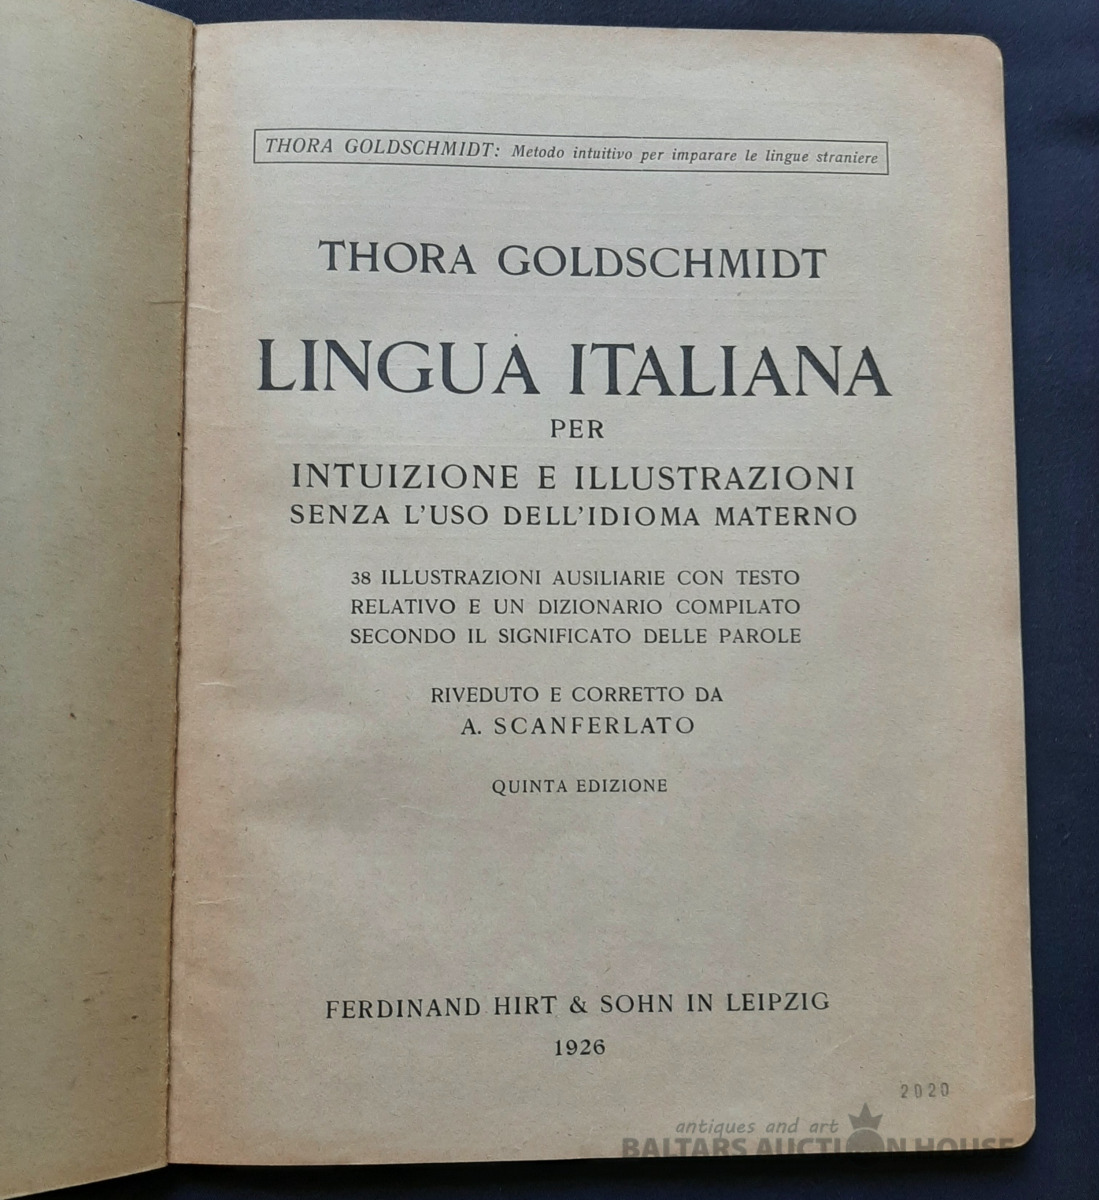 THORA GOLDSCHMIDT: Metodo intuitivo per imparare le lingue straniere
THORA GOLDSCHMIDT
LINGUA ITALIANA
PER
INTUIZIONE E ILLUSTRAZIONI
SENZA L'USO DELL'IDIOMA MATERNO
38 ILLUSTRAZIONI AUSILIARIE CON TESTO
RELATIVO E UN DIZIONARIO COMPILATO
SECONDO IL SIGNIFICATO DELLE PAROLE
RIVEDUTO E CORRETTO DA
A. SCANFERLATO
QUINTA EDIZIONE
FERDINAND HIRT & SOHN IN LEIPZIG
1926
2020
antiques and art
BALTARS AUCTION HOUSE